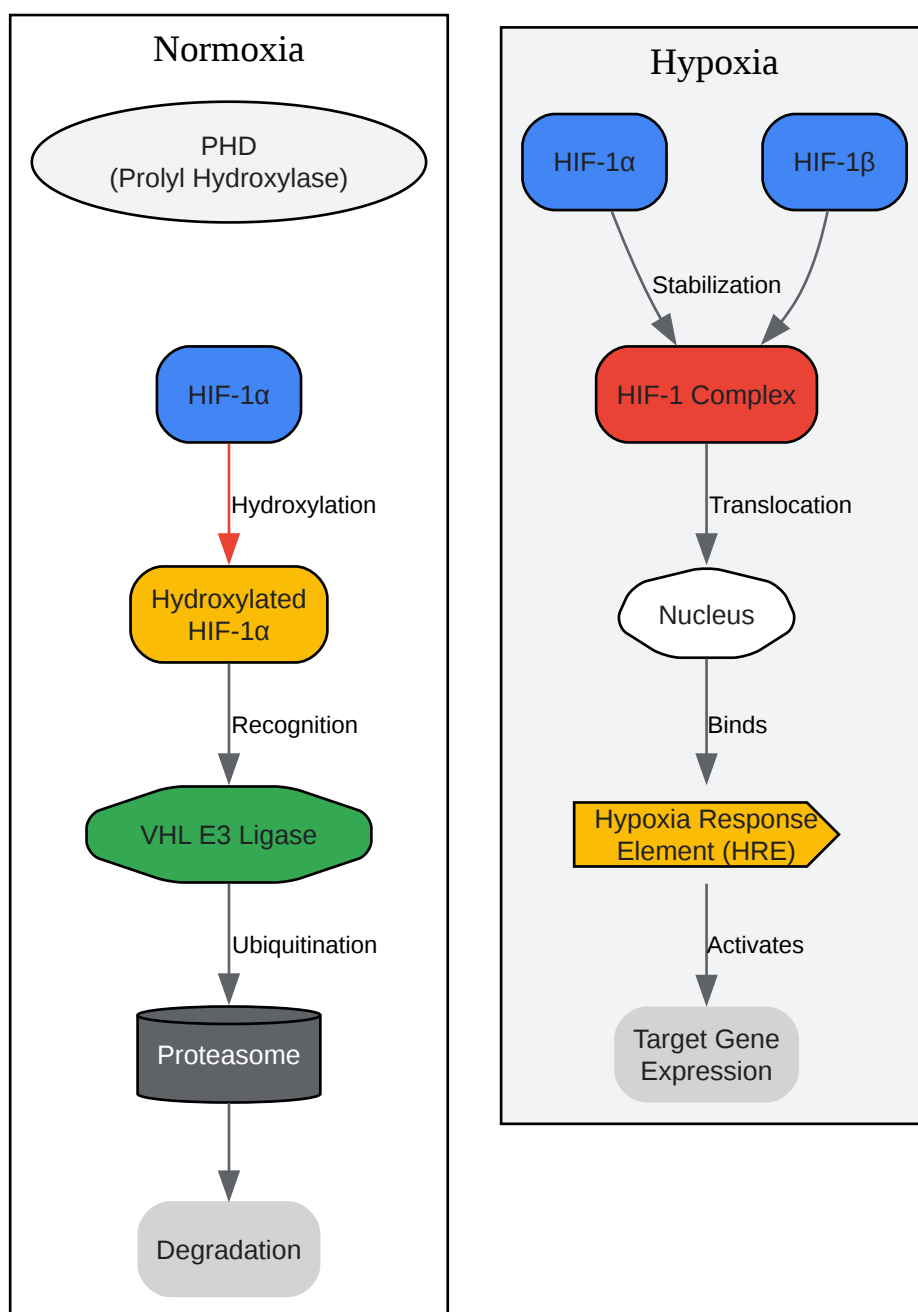 Normoxia
PHD
(Prolyl Hydroxylase)
HIF-1α
Hydroxylation
Hydroxylated
HIF-1α
Recognition
VHL E3 Ligase
Ubiquitination
Proteasome
Degradation
Hypoxia
HIF-1α
HIF-1β
Stabilization
HIF-1 Complex
Translocation
Nucleus
Binds
Hypoxia Response
Element (HRE)
Activates
Target Gene
Expression